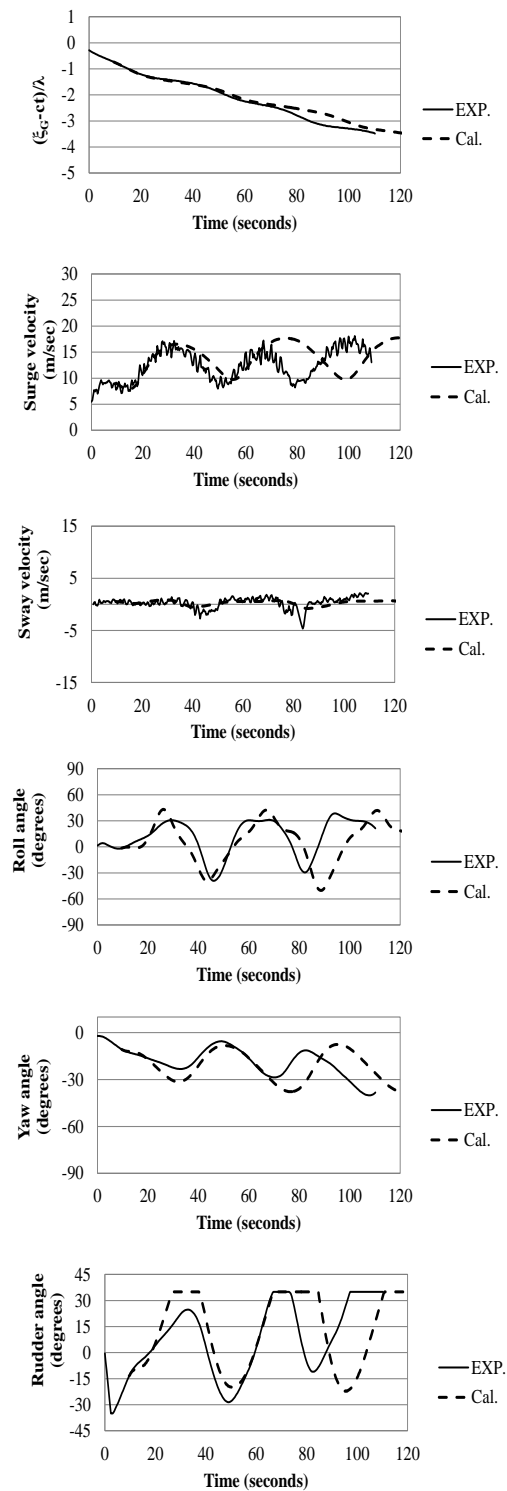 1
0
-1
-2
-3
-4
-5
(ξG-ct)/λ
0 20 40 60 80 100 120
Time (seconds)
EXP.
Cal.
30
25
20
15
10
5
0
Surge velocity
(m/sec)
0 20 40 60 80 100 120
Time (seconds)
EXP.
Cal.
15
5
-5
-15
Sway velocity
(m/sec)
0 20 40 60 80 100 120
Time (seconds)
EXP.
Cal.
90
60
30
0
-30
-60
-90
Roll angle
(degrees)
0 20 40 60 80 100 120
Time (seconds)
EXP.
Cal.
0
-30
-60
-90
Yaw angle
(degrees)
0 20 40 60 80 100 120
Time (seconds)
EXP.
Cal.
45
30
15
0
-15
-30
-45
Rudder angle
(degrees)
0 20 40 60 80 100 120
Time (seconds)
EXP.
Cal.